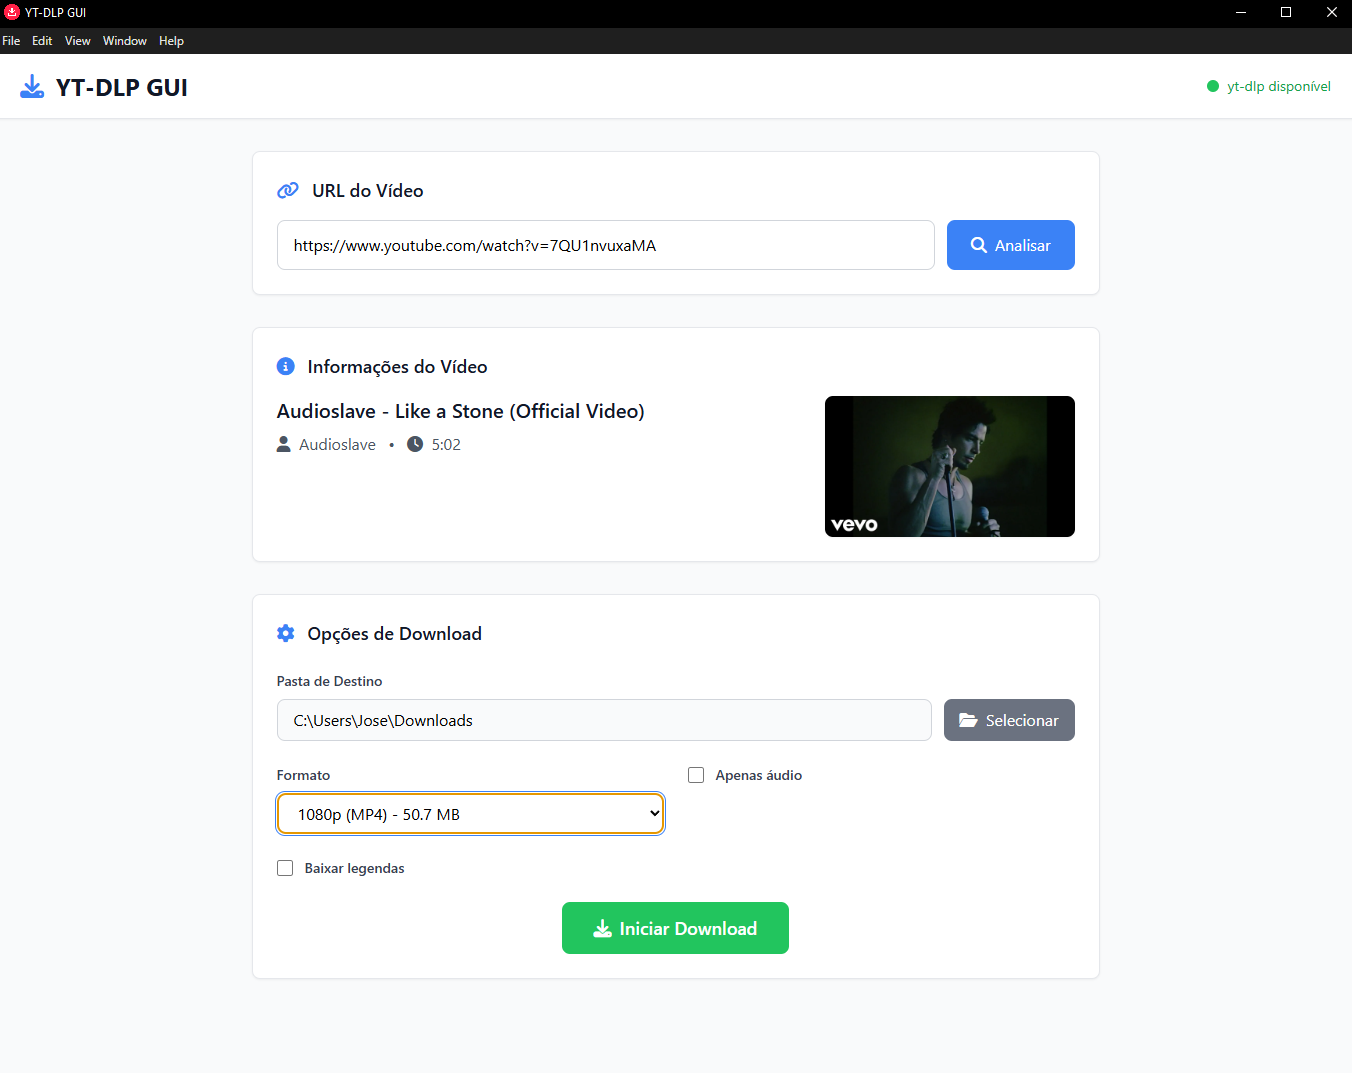 YT-DLP GUI
File Edit View Window Help
YT-DLP GUI
yt-dlp disponível
URL do Vídeo
https://www.youtube.com/watch?v=7QU1nvuxaMA
Analisar
Informações do Vídeo
Audioslave - Like a Stone (Official Video)
Audioslave • 5:02
vevo
Opções de Download
Pasta de Destino
C:\Users\Jose\Downloads
Selecionar
Formato
Apenas áudio
1080p (MP4) - 50.7 MB
Baixar legendas
Iniciar Download